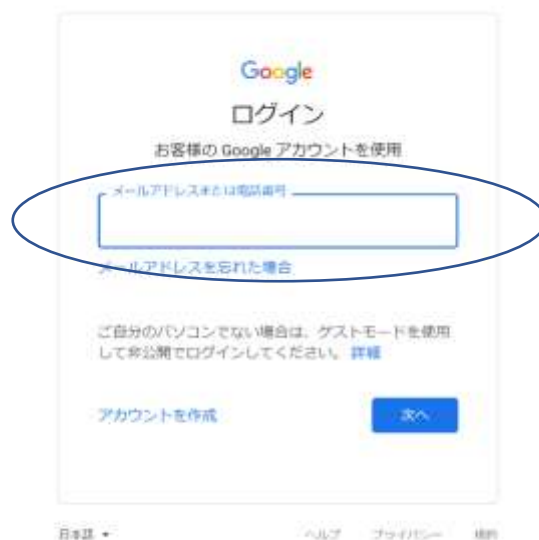 Google
ログイン
お客様の Google アカウントを使用
メールアドレスまたは電話番号
メールアドレスを忘れた場合
ご自分のパソコンでない場合は、ゲストモードを使用
して非公開でログインしてください。 詳細
アカウントを作成
次へ
日本語
ヘルプ プライバシー 規約